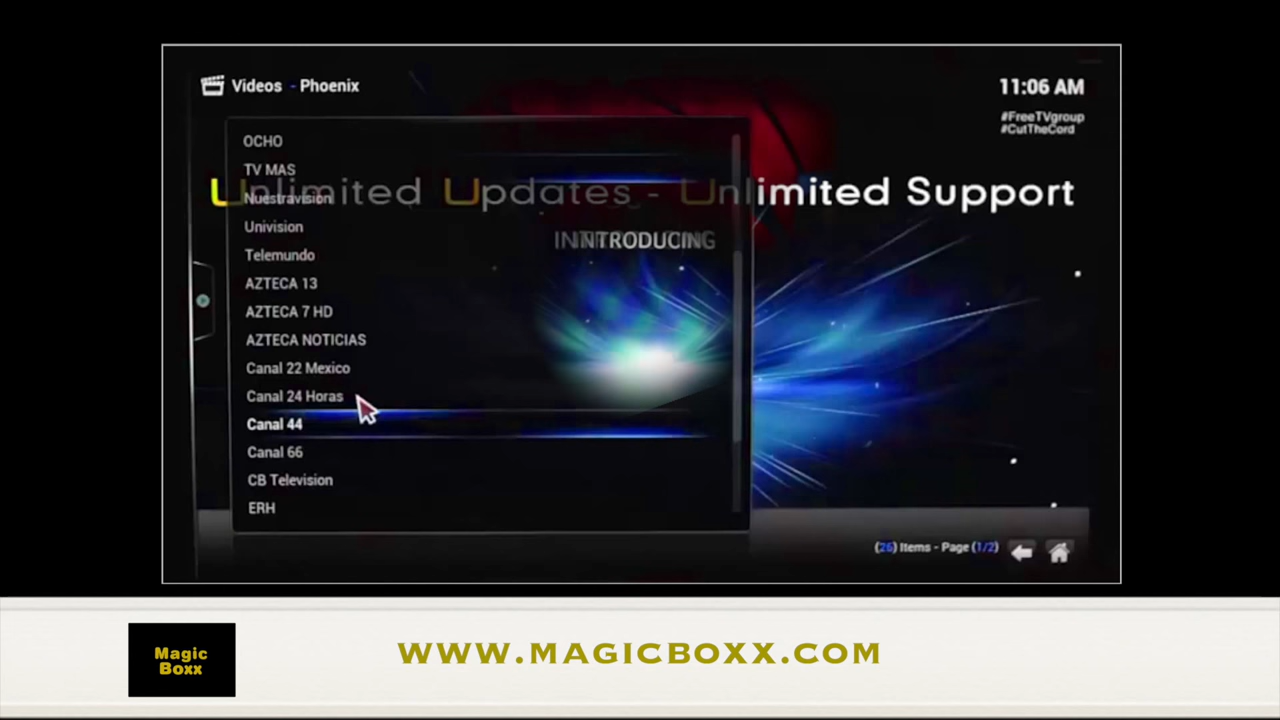 Videos - Phoenix
11:06 AM
#FreeTVgroup
#CutTheCord
OCHO
TV MAS
Unlimited Updates - Unlimited Support
Nuestravision
Univision
INTRODUCING
Telemundo
AZTECA 13
AZTECA 7 HD
AZTECA NOTICIAS
Canal 22 Mexico
Canal 24 Horas
Canal 44
Canal 66
CB Television
ERH
(26) Items - Page (1/2)
Magic
Boxx
WWW.MAGICBOXX.COM